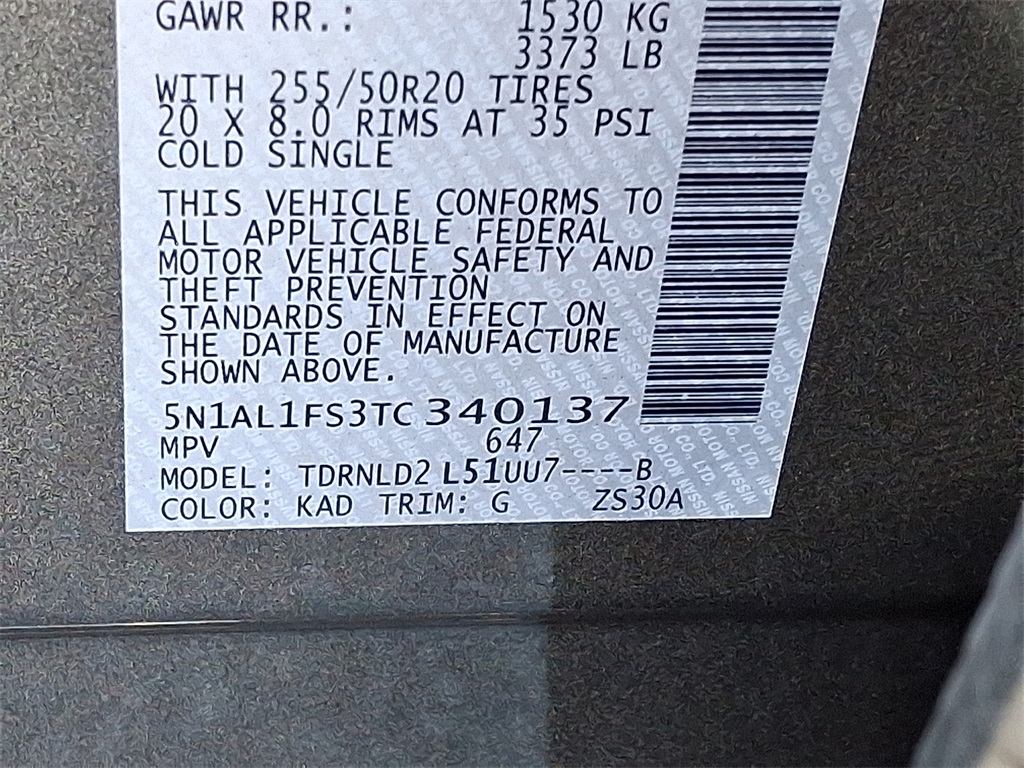 GAWR RR.: 1530 KG
3373 LB
WITH 255/50R20 TIRES
20 X 8.0 RIMS AT 35 PSI
COLD SINGLE
THIS VEHICLE CONFORMS TO
ALL APPLICABLE FEDERAL
MOTOR VEHICLE SAFETY AND
THEFT PREVENTION
STANDARDS IN EFFECT ON
THE DATE OF MANUFACTURE
SHOWN ABOVE.
5N1AL1FS3TC340137
MPV 647
MODEL: TDRNLD2 L51UU7----B
COLOR: KAD TRIM: G ZS30A